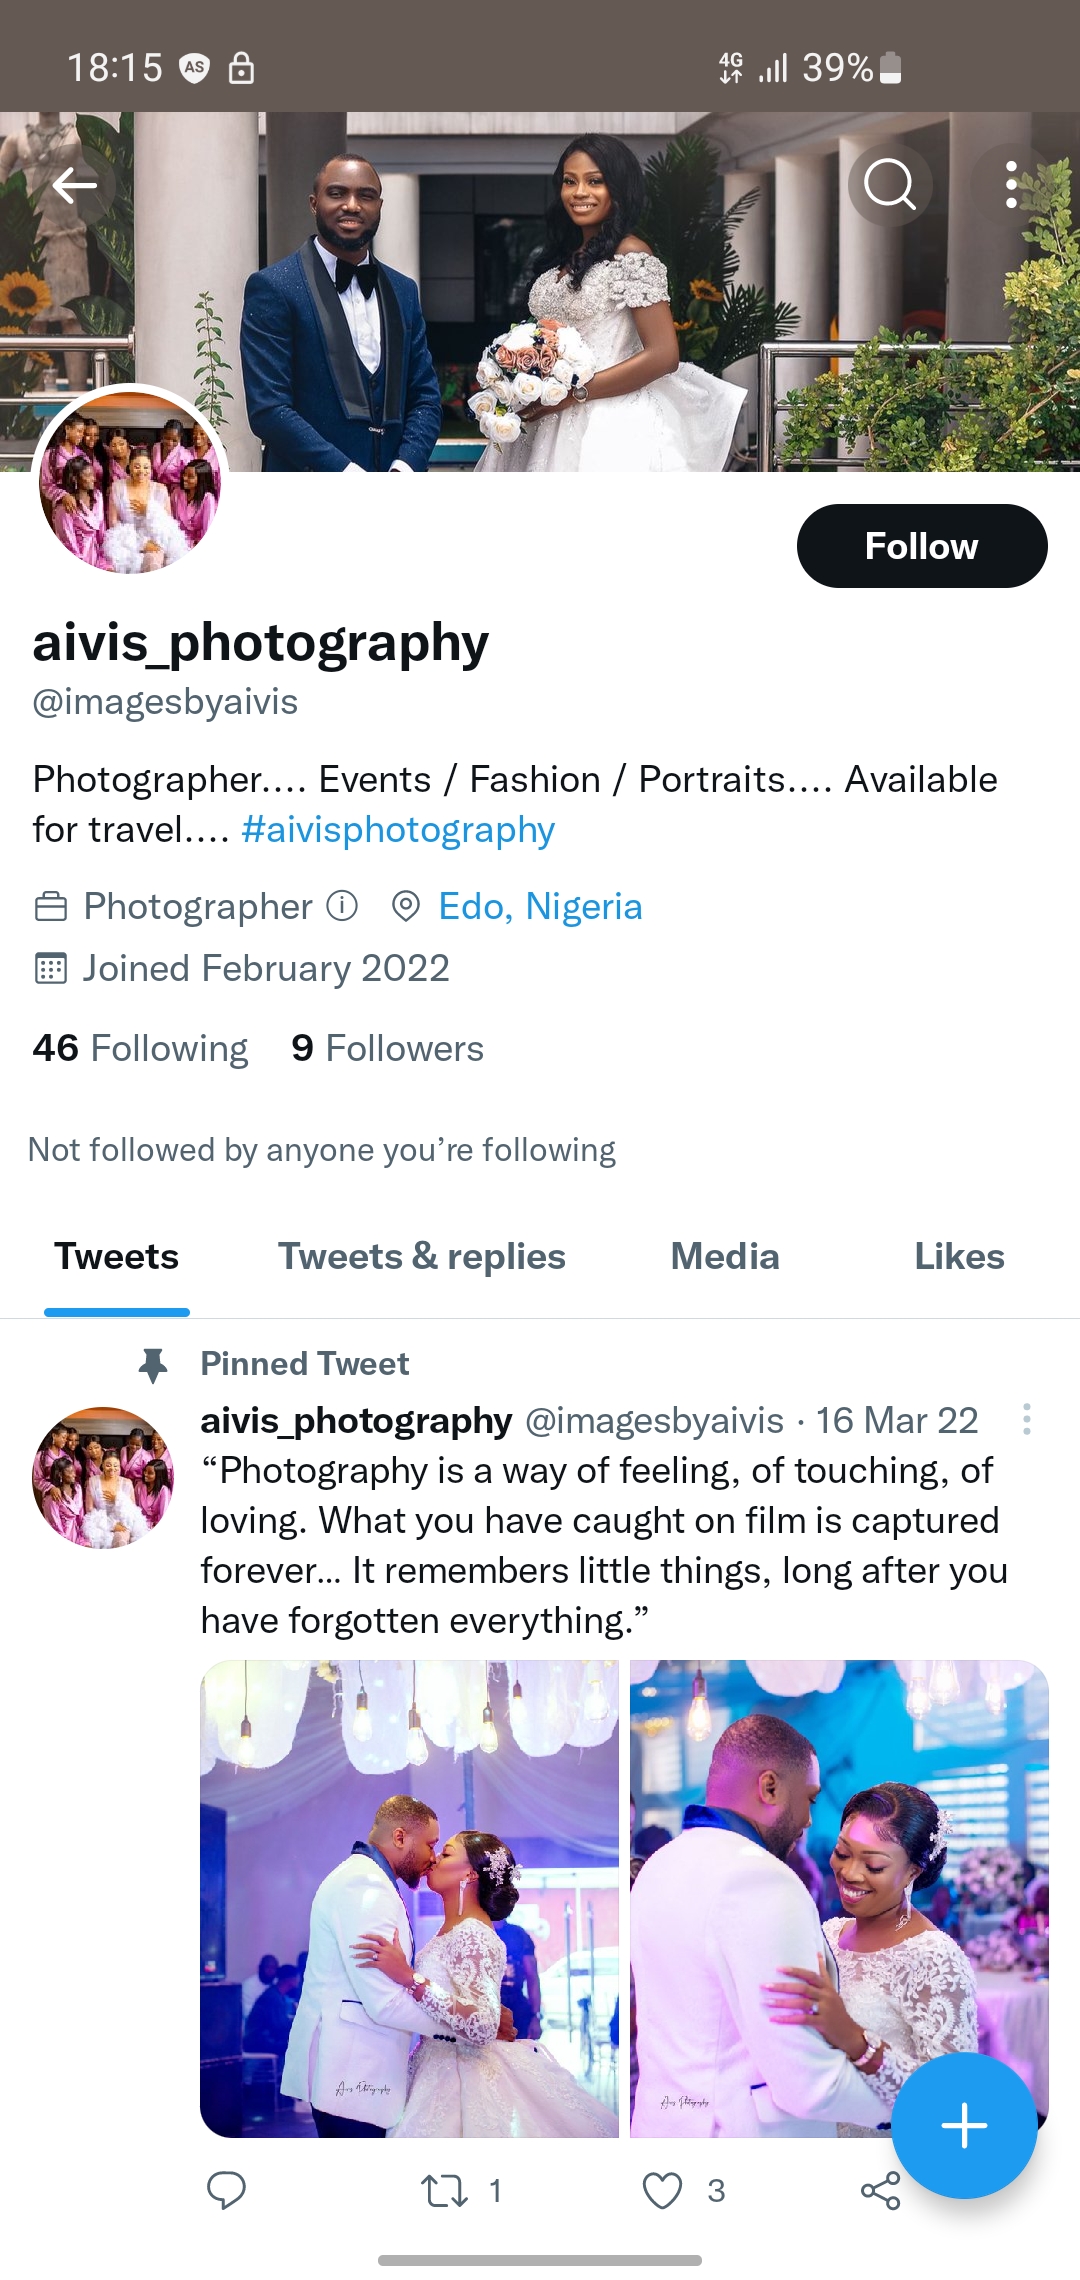 18:15 AS 4G 39%
Follow
aivis_photography
@imagesbyaivis
Photographer.... Events / Fashion / Portraits.... Available
for travel.... #aivisphotography
Photographer Edo, Nigeria
Joined February 2022
46 Following 9 Followers
Not followed by anyone you’re following
Tweets Tweets & replies Media Likes
Pinned Tweet
aivis_photography @imagesbyaivis · 16 Mar 22
“Photography is a way of feeling, of touching, of
loving. What you have caught on film is captured
forever… It remembers little things, long after you
have forgotten everything.”
1 3